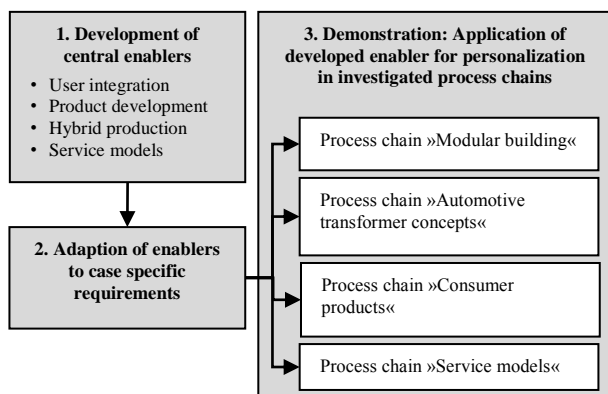 1. Development of
central enablers
• User integration
• Product development
• Hybrid production
• Service models
2. Adaption of enablers
to case specific
requirements
3. Demonstration: Application of
developed enabler for personalization
in investigated process chains
Process chain »Modular building«
Process chain »Automotive
transformer concepts«
Process chain »Consumer
products«
Process chain »Service models«